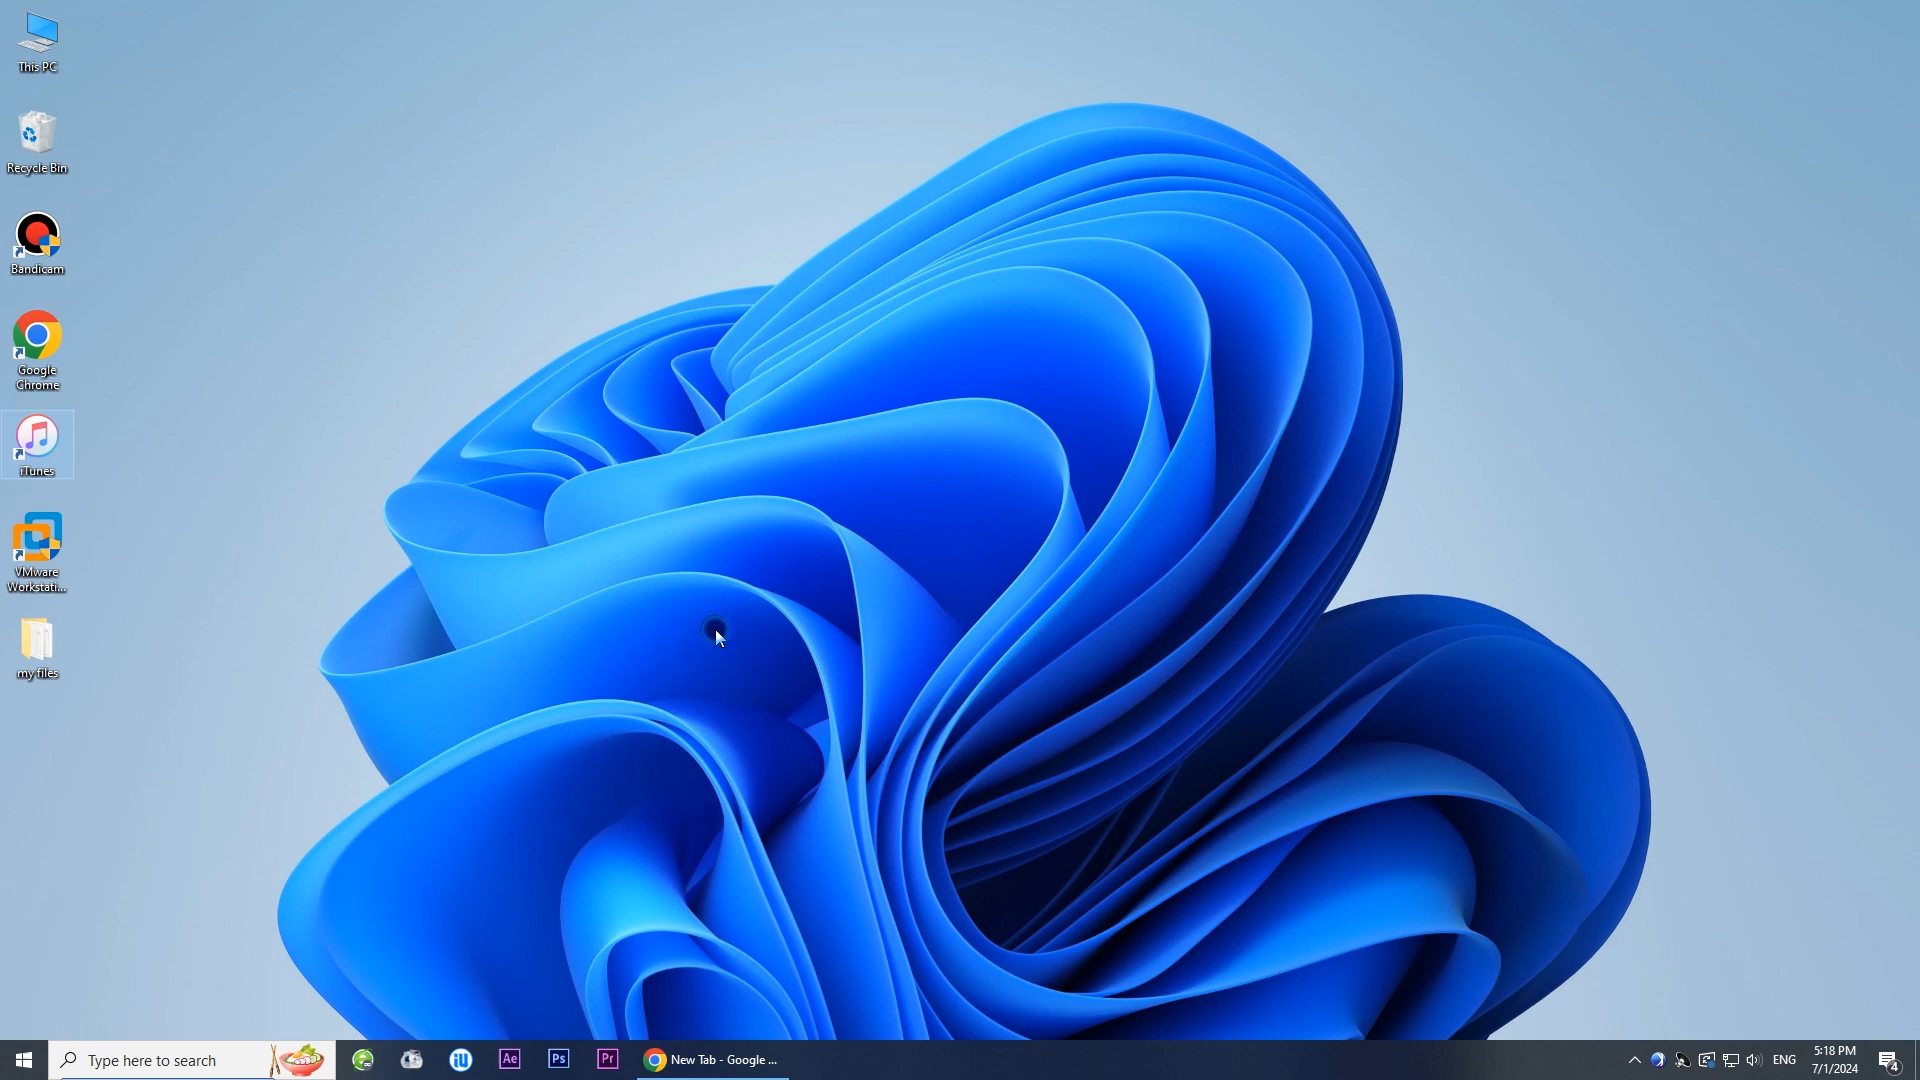 This PC
Recycle Bin
Bandicam
Google
Chrome
iTunes
VMware
Workstati...
my files
Type here to search
Ae
Ps
Pr
New Tab - Google ...
ENG
5:18 PM
7/1/2024
4